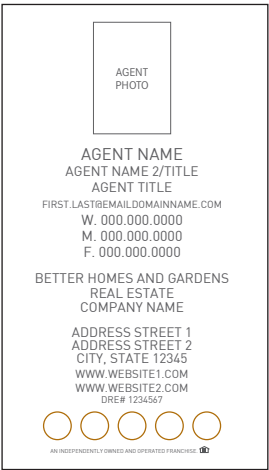 AGENT
PHOTO
AGENT NAME
AGENT NAME 2/TITLE
AGENT TITLE
FIRST.LAST@EMAILDOMAINNAME.COM
W. 000.000.0000
M. 000.000.0000
F. 000.000.0000
BETTER HOMES AND GARDENS
REAL ESTATE
COMPANY NAME
ADDRESS STREET 1
ADDRESS STREET 2
CITY, STATE 12345
WWW.WEBSITE1.COM
WWW.WEBSITE2.COM
DRE# 1234567
AN INDEPENDENTLY OWNED AND OPERATED FRANCHISE.